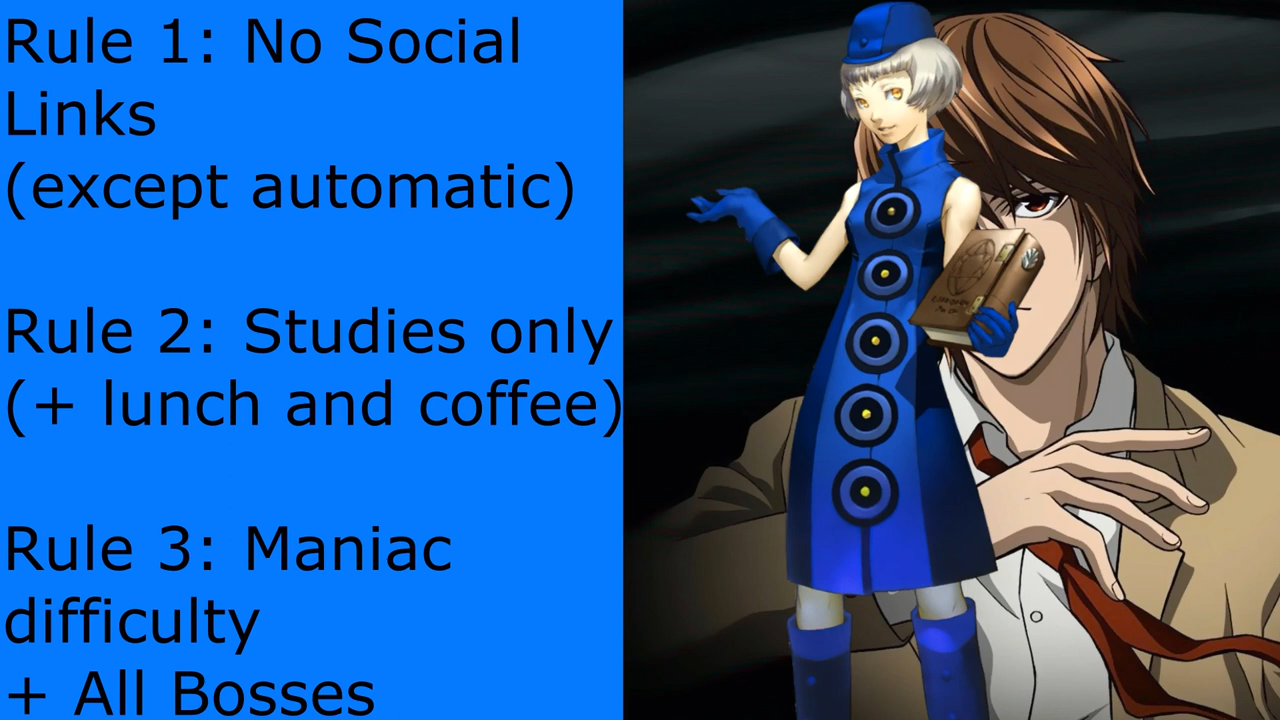 Rule 1: No Social
Links
(except automatic)
Rule 2: Studies only
(+ lunch and coffee)
Rule 3: Maniac
difficulty
+ All Bosses